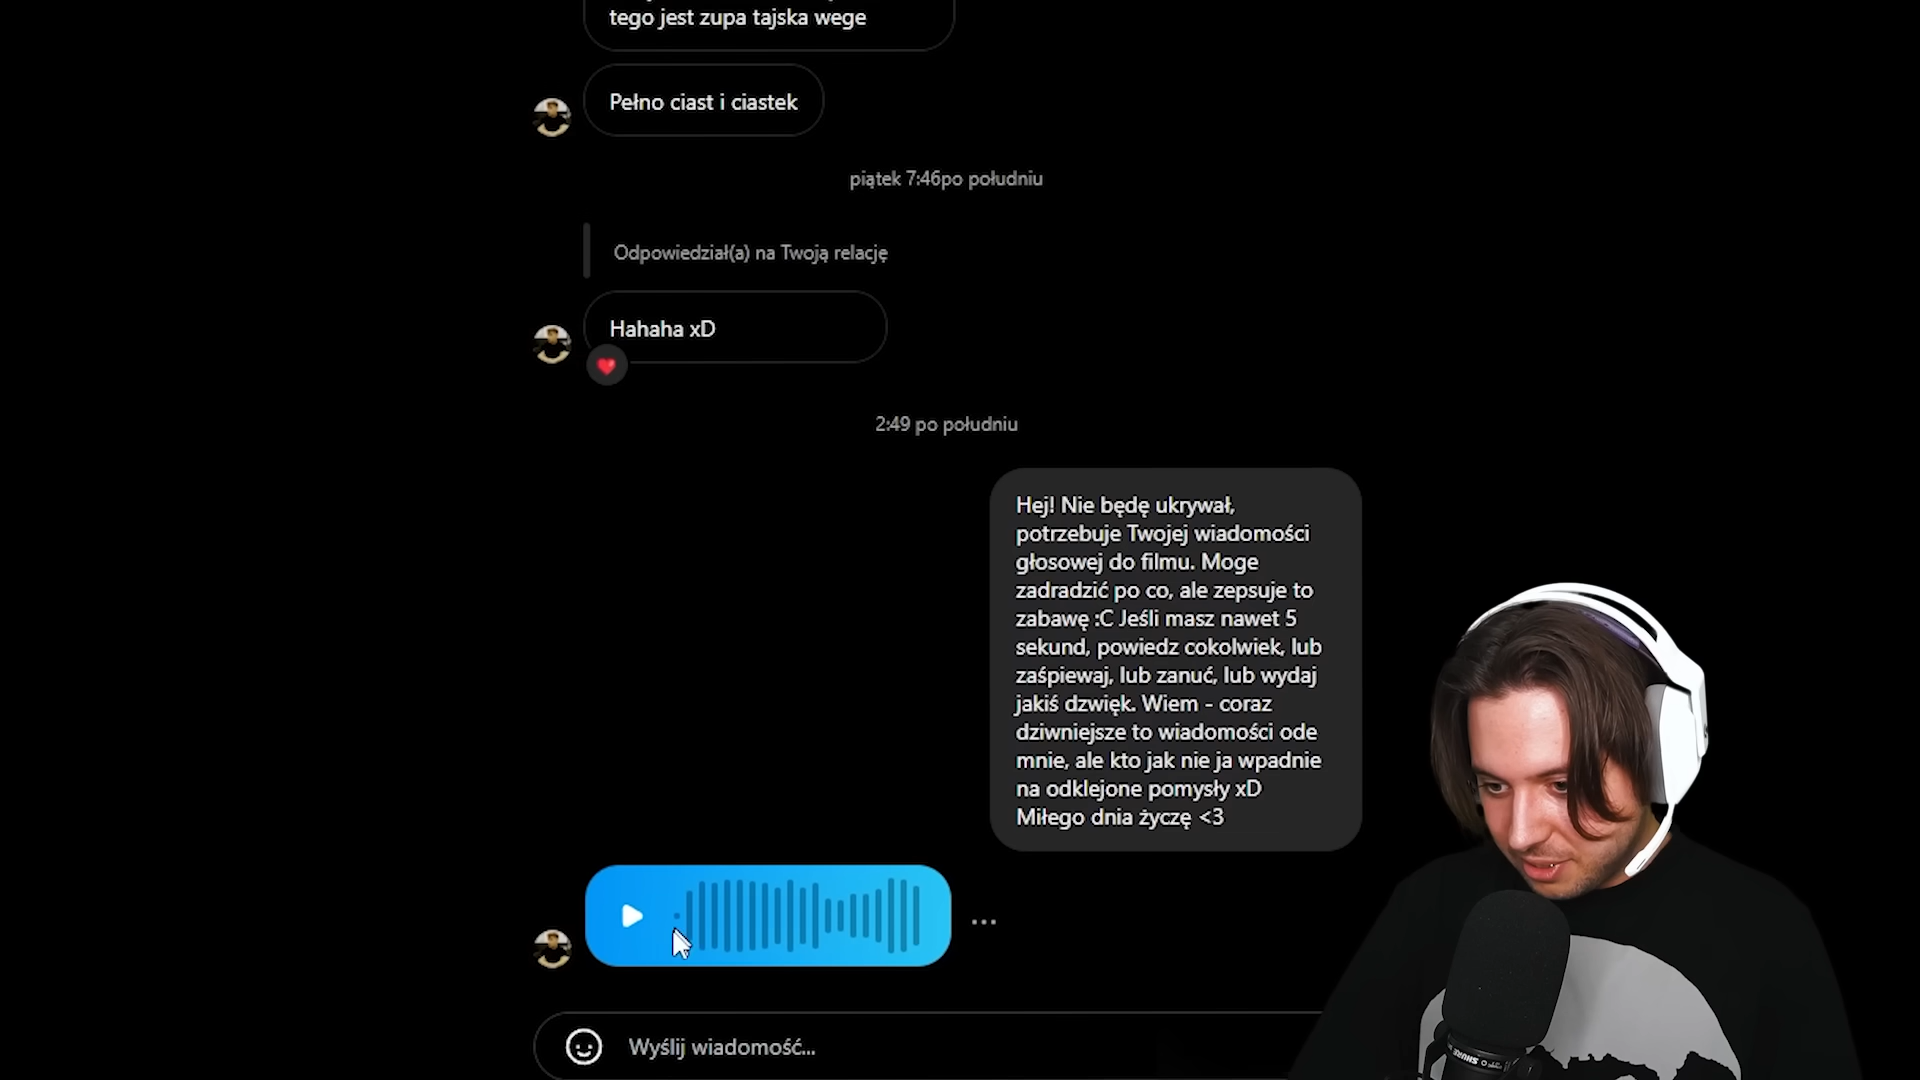 tego jest zupa tajska wege
Pełno ciast i ciastek
piątek 7:46po południu
Odpowiedział(a) na Twoją relację
Hahaha xD
2:49 po południu
Hej! Nie będę ukrywał,
potrzebuje Twojej wiadomości
głosowej do filmu. Moge
zadradzić po co, ale zepsuje to
zabawę :C Jeśli masz nawet 5
sekund, powiedz cokolwiek, lub
zaśpiewaj, lub zanuć, lub wydaj
jakiś dzwięk. Wiem - coraz
dziwniejsze to wiadomości ode
mnie, ale kto jak nie ja wpadnie
na odklejone pomysły xD
Miłego dnia życzę <3
Wyślij wiadomość...
SHURE